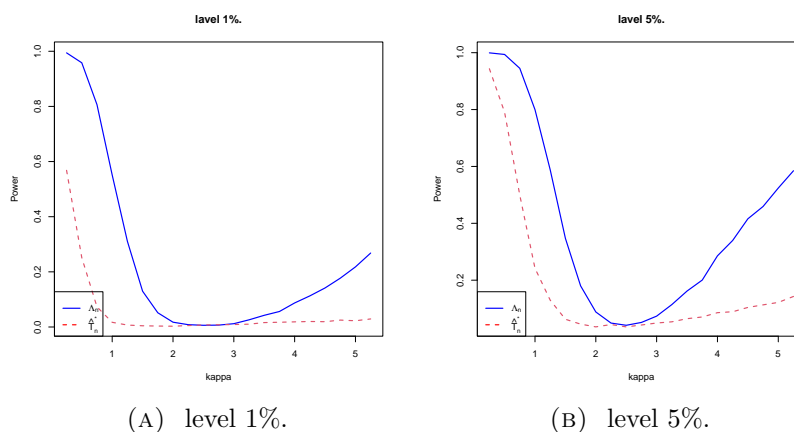 lavel 1%.
Power
1.0
0.8
0.6
0.4
0.2
0.0
Λn
T̂*n
1 2 3 4 5
kappa
(A) level 1%.
lavel 5%.
Power
1.0
0.8
0.6
0.4
0.2
Λn
T̂*n
1 2 3 4 5
kappa
(B) level 5%.